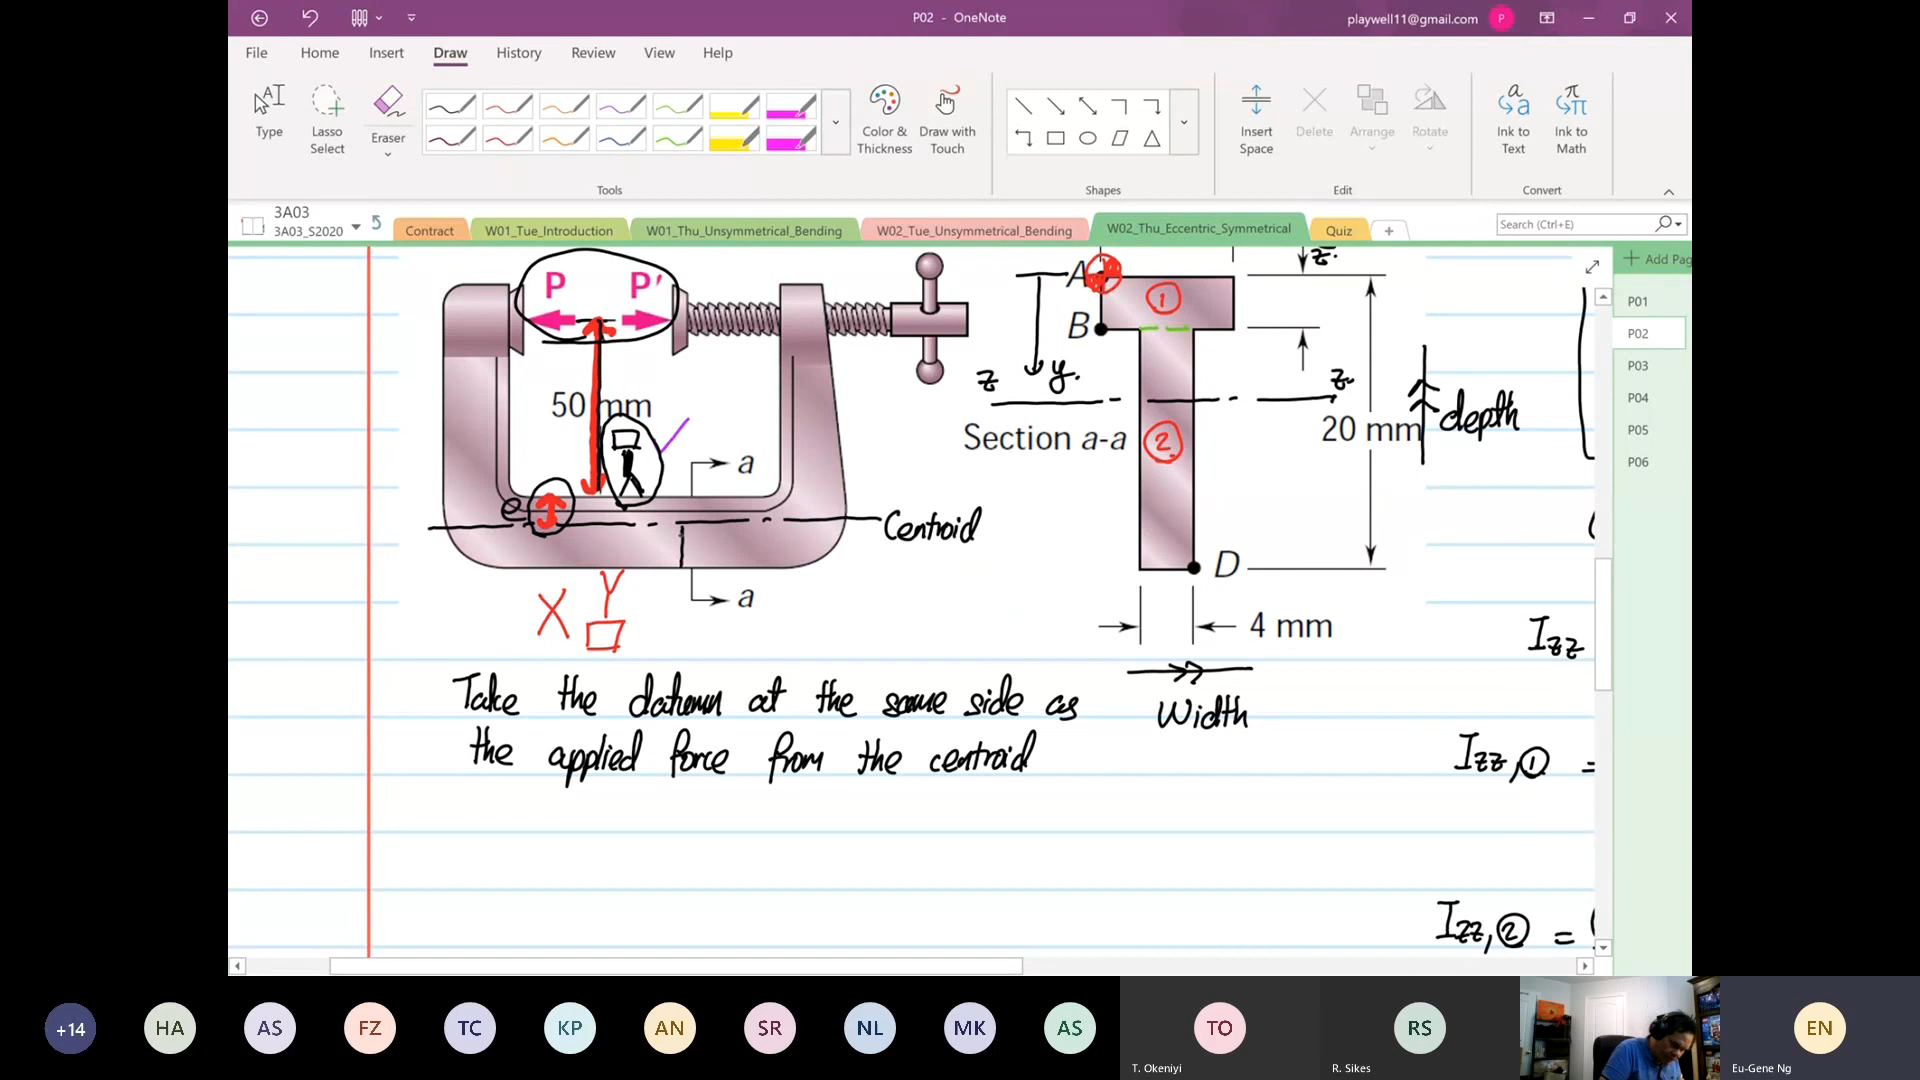 P02 - OneNote
playwell11@gmail.com
P
File Home Insert Draw History Review View Help
Type
Lasso Select
Eraser
Color & Thickness
Draw with Touch
Insert Space
Delete
Arrange
Rotate
Ink to Text
Ink to Math
Tools
Shapes
Edit
Convert
3A03
3A03_S2020
Contract
W01_Tue_Introduction
W01_Thu_Unsymmetrical_Bending
W02_Tue_Unsymmetrical_Bending
W02_Thu_Eccentric_Symmetrical
Quiz
Search (Ctrl+E)
Add Pag
P01
P02
P03
P04
P05
P06
P P′
50 mm
a
a
e
Centroid
X Y
A
B
D
1
2
y.
z
z
Section a-a
20 mm
depth
4 mm
Width
Take the datum at the same side as
the applied force from the centroid
Izz
Izz,① =
Izz,② = (
+14
HA
AS
FZ
TC
KP
AN
SR
NL
MK
AS
TO
T. Okeniyi
RS
R. Sikes
EN
Eu-Gene Ng